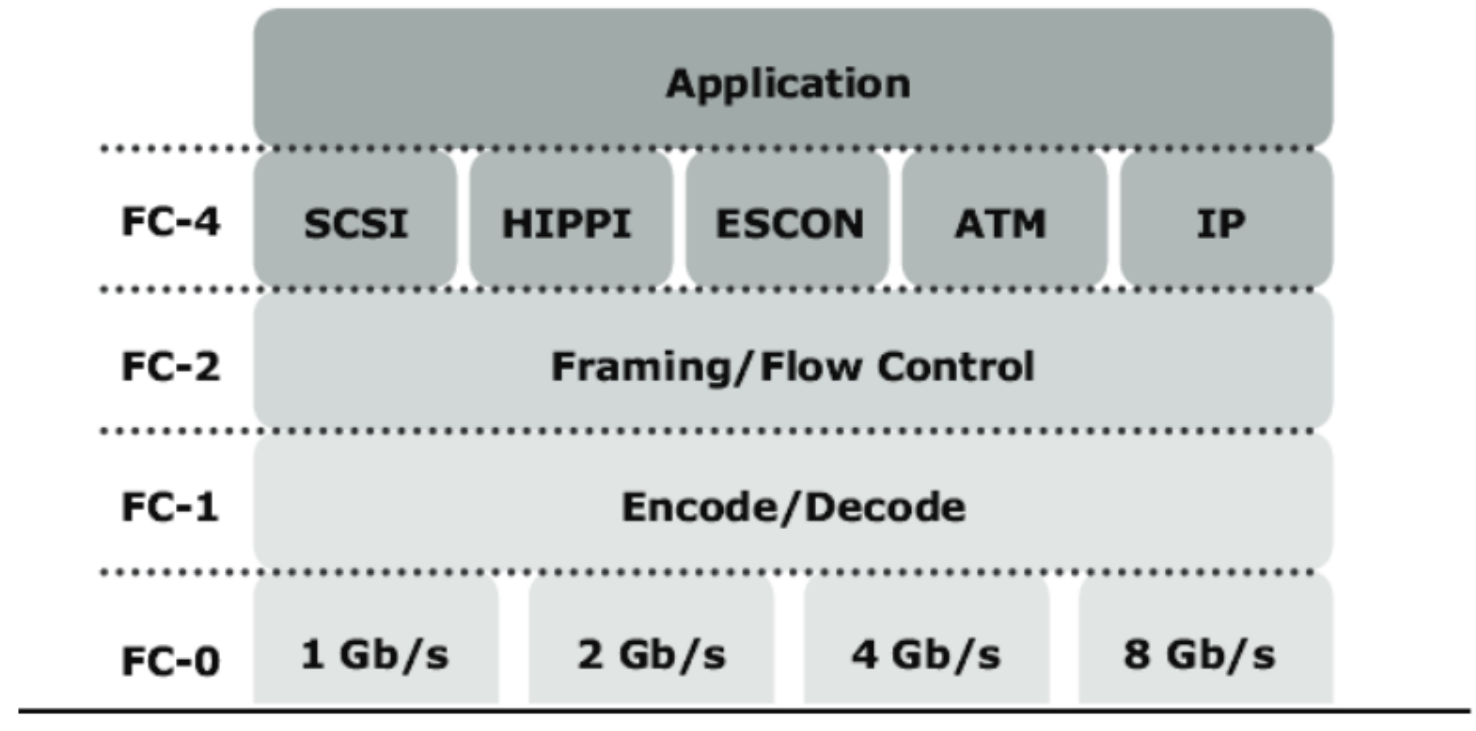 Application
FC-4 SCSI HIPPI ESCON ATM IP
FC-2 Framing/Flow Control
FC-1 Encode/Decode
FC-0 1 Gb/s 2 Gb/s 4 Gb/s 8 Gb/s